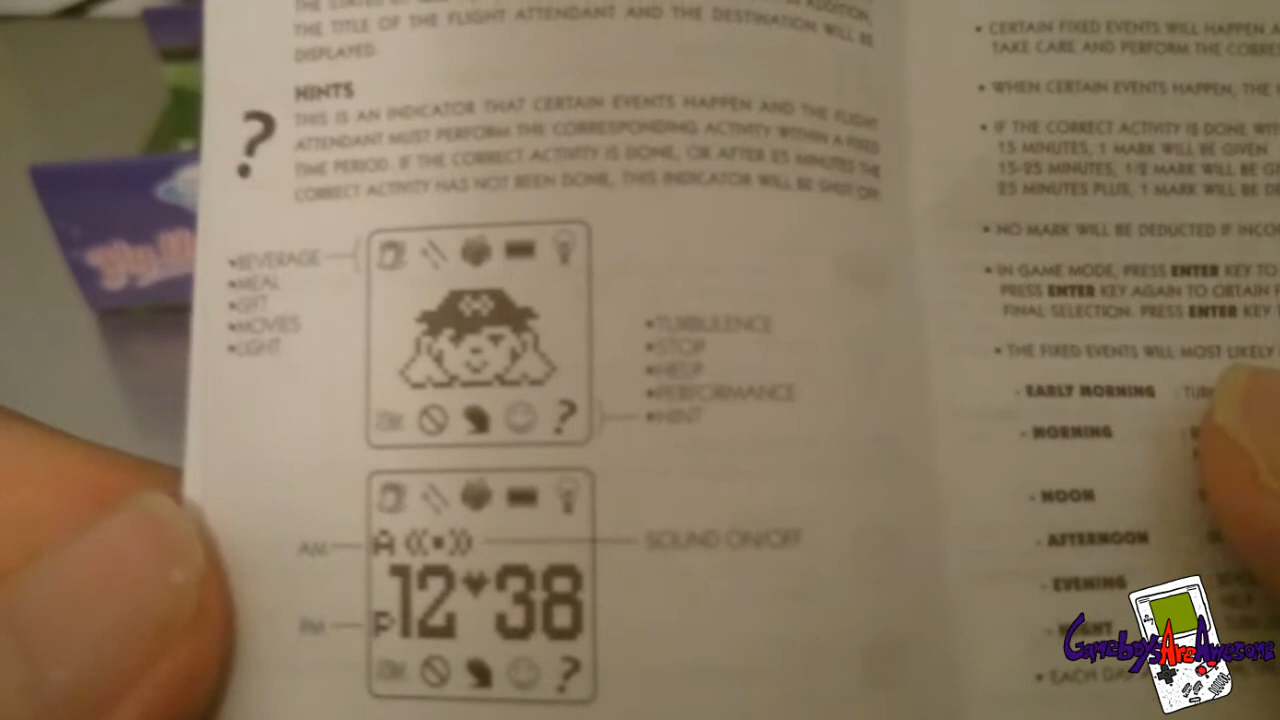 THE TITLE OF THE FLIGHT ATTENDANT AND THE DESTINATION WILL BE
DISPLAYED.
HINTS
?
THIS IS AN INDICATOR THAT CERTAIN EVENTS HAPPEN AND THE FLIGHT
ATTENDANT MUST PERFORM THE CORRESPONDING ACTIVITY WITHIN A FIXED
TIME PERIOD. IF THE CORRECT ACTIVITY IS DONE, OR AFTER 25 MINUTES THE
CORRECT ACTIVITY HAS NOT BEEN DONE, THIS INDICATOR WILL BE SHUT OFF.
•BEVERAGE
•MEAL
•GIFT
•MOVIES
•LIGHT
•TURBULENCE
•STOP
•HELP
•PERFORMANCE
•HINT
?
AM
A
SOUND ON/OFF
12 38
PM
P
?
• CERTAIN FIXED EVENTS WILL HAPPEN
TAKE CARE AND PERFORM THE
• WHEN CERTAIN EVENTS HAPPEN, THE
• IF THE CORRECT ACTIVITY IS DONE
15 MINUTES, 1 MARK WILL BE GIVEN
15-25 MINUTES, 1/2 MARK WILL BE
25 MINUTES PLUS, 1 MARK WILL BE
• NO MARK WILL BE DEDUCTED IF
• IN GAME MODE, PRESS ENTER KEY TO
PRESS ENTER KEY AGAIN TO OBTAIN
FINAL SELECTION. PRESS ENTER KEY
• THE FIXED EVENTS WILL MOST LIKELY
- EARLY MORNING :
- MORNING :
- NOON
- AFTERNOON
- EVENING
- NIGHT
• EACH
GameboysAreAwesome